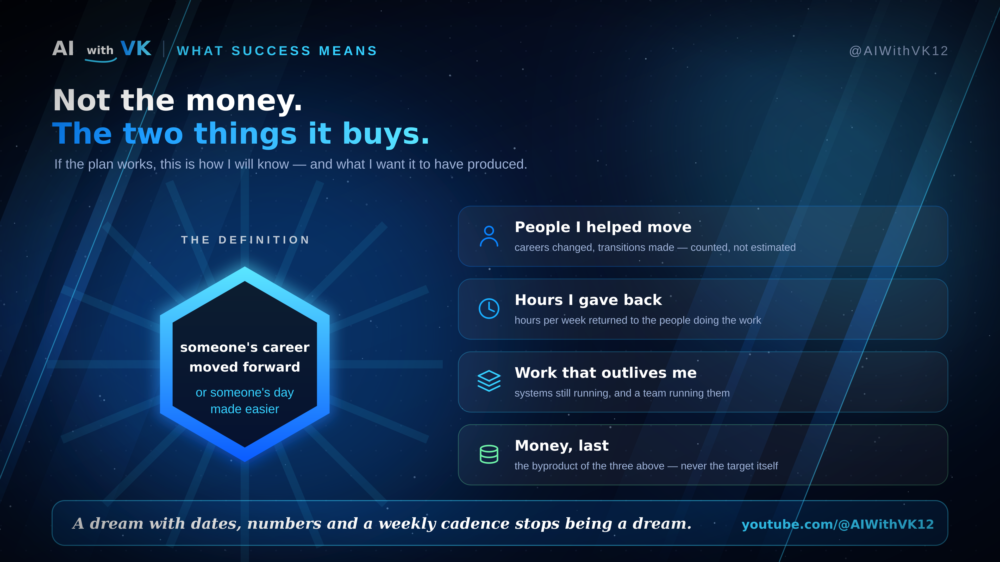 AI with VK | WHAT SUCCESS MEANS
@AIWithVK12
Not the money.
The two things it buys.
If the plan works, this is how I will know — and what I want it to have produced.
THE DEFINITION
someone's career
moved forward
or someone's day
made easier
People I helped move
careers changed, transitions made — counted, not estimated
Hours I gave back
hours per week returned to the people doing the work
Work that outlives me
systems still running, and a team running them
Money, last
the byproduct of the three above — never the target itself
A dream with dates, numbers and a weekly cadence stops being a dream.
youtube.com/@AIWithVK12